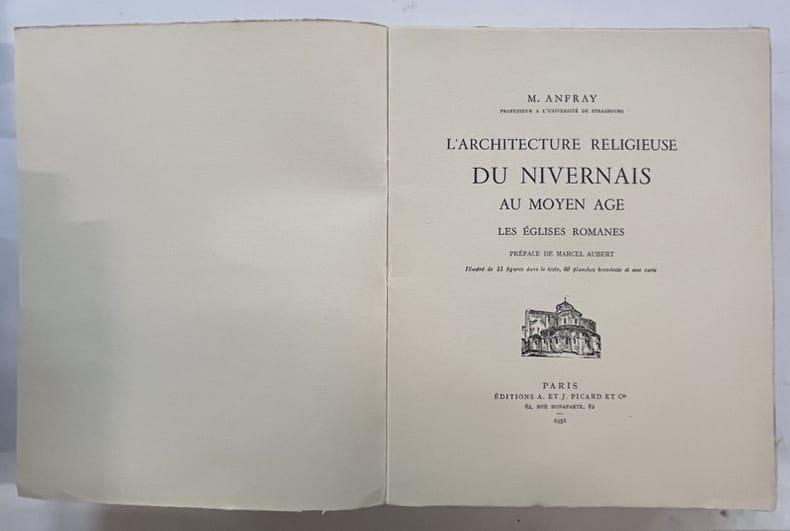 M. ANFRAY
PROFESSEUR A L'UNIVERSITÉ DE STRASBOURG
L'ARCHITECTURE RELIGIEUSE
DU NIVERNAIS
AU MOYEN AGE
LES ÉGLISES ROMANES
PRÉFACE DE MARCEL AUBERT
Illustré de 51 figures dans le texte, 60 planches hors-texte et une carte
PARIS
ÉDITIONS A. ET J. PICARD ET Cie
82, RUE BONAPARTE, 82
1951